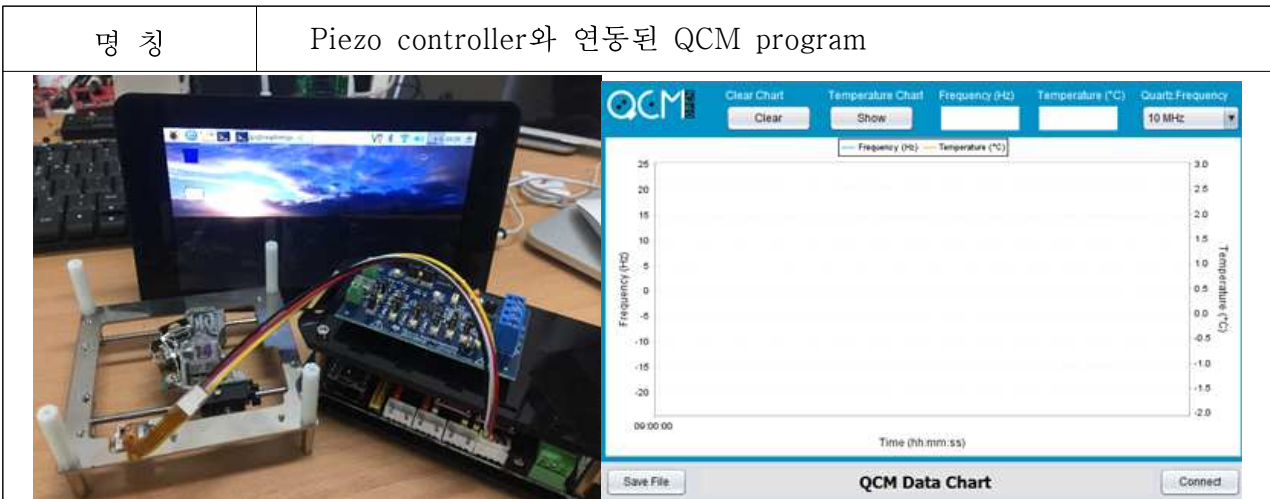 명 칭
Piezo controller와 연동된 QCM program
QCM
Clear Chart
Temperature Chart
Frequency (Hz)
Temperature (°C)
Quartz Frequency
Clear
Show
10 MHz
Frequency (Hz)
Temperature (°C)
25
20
15
10
5
0
-5
-10
-15
-20
Frequency (Hz)
3.0
2.5
2.0
1.5
1.0
0.5
0.0
-0.5
-1.0
-1.5
-2.0
Temperature (°C)
09:00:00
Time (hh:mm:ss)
Save File
QCM Data Chart
Connect